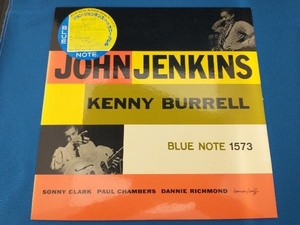 BLUE
NOTE
JOHN JENKINS
KENNY BURRELL
BLUE NOTE 1573
SONNY CLARK PAUL CHAMBERS DANNIE RICHMOND